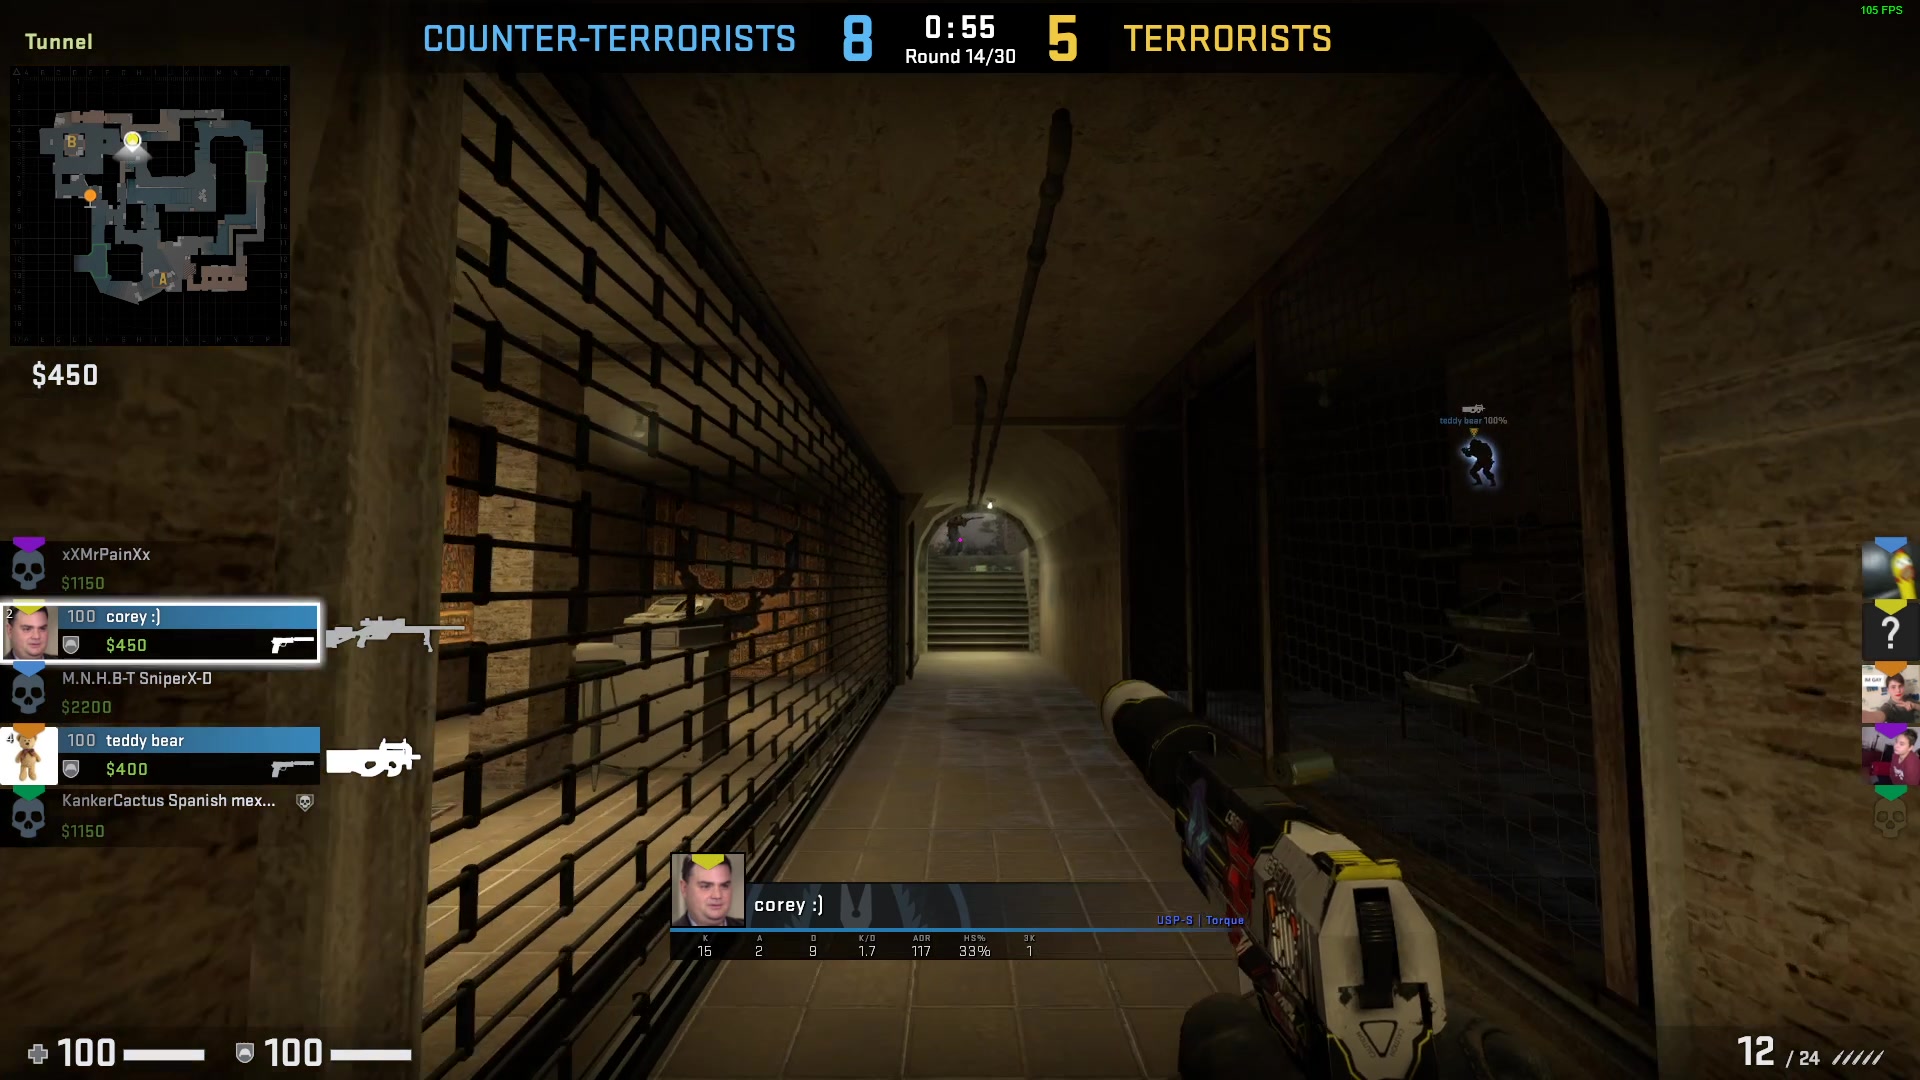 105 FPS
Tunnel
COUNTER-TERRORISTS 8 0:55 5 TERRORISTS
Round 14/30
B
A
$450
teddy bear 100%
xXMrPainXx
$1150
2 100 corey :)
$450
M.N.H.B-T SniperX-D
$2200
4 100 teddy bear
$400
KankerCactus Spanish mex...
$1150
?
corey :)
USP-S | Torque
K A D K/D ADR HS% 3K
15 2 9 1.7 117 33% 1
100 100
12 / 24